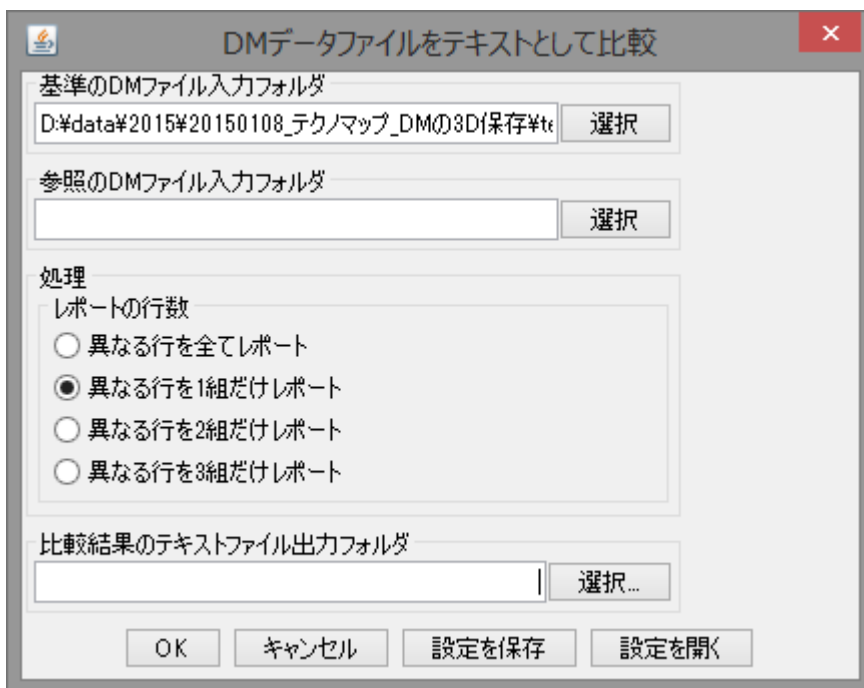 DMデータファイルをテキストとして比較
基準のDMファイル入力フォルダ
D:¥data¥2015¥20150108_テクノマップ_DMの3D保存¥te 選択
参照のDMファイル入力フォルダ
選択
処理
レポートの行数
異なる行を全てレポート
異なる行を1組だけレポート
異なる行を2組だけレポート
異なる行を3組だけレポート
比較結果のテキストファイル出力フォルダ
選択...
OK キャンセル 設定を保存 設定を開く